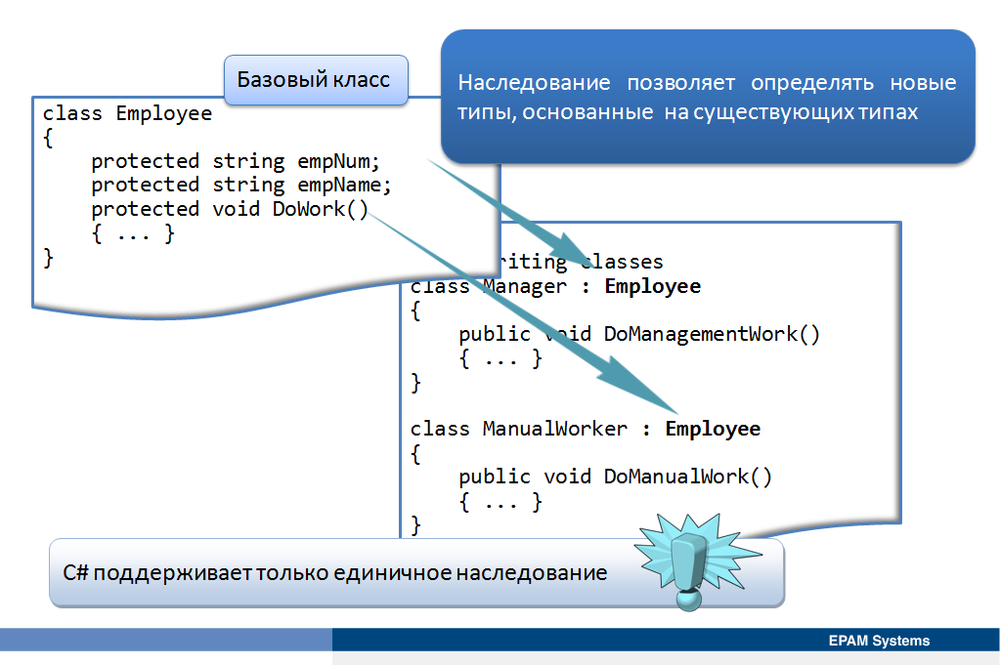 Базовый класс
Наследование позволяет определять новые
типы, основанные на существующих типах
class Employee
{
protected string empNum;
protected string empName;
protected void DoWork()
{ ... }
}
classes
class Manager : Employee
{
public void DoManagementWork()
{ ... }
}
class ManualWorker : Employee
{
public void DoManualWork()
{ ... }
}
C# поддерживает только единичное наследование
EPAM Systems